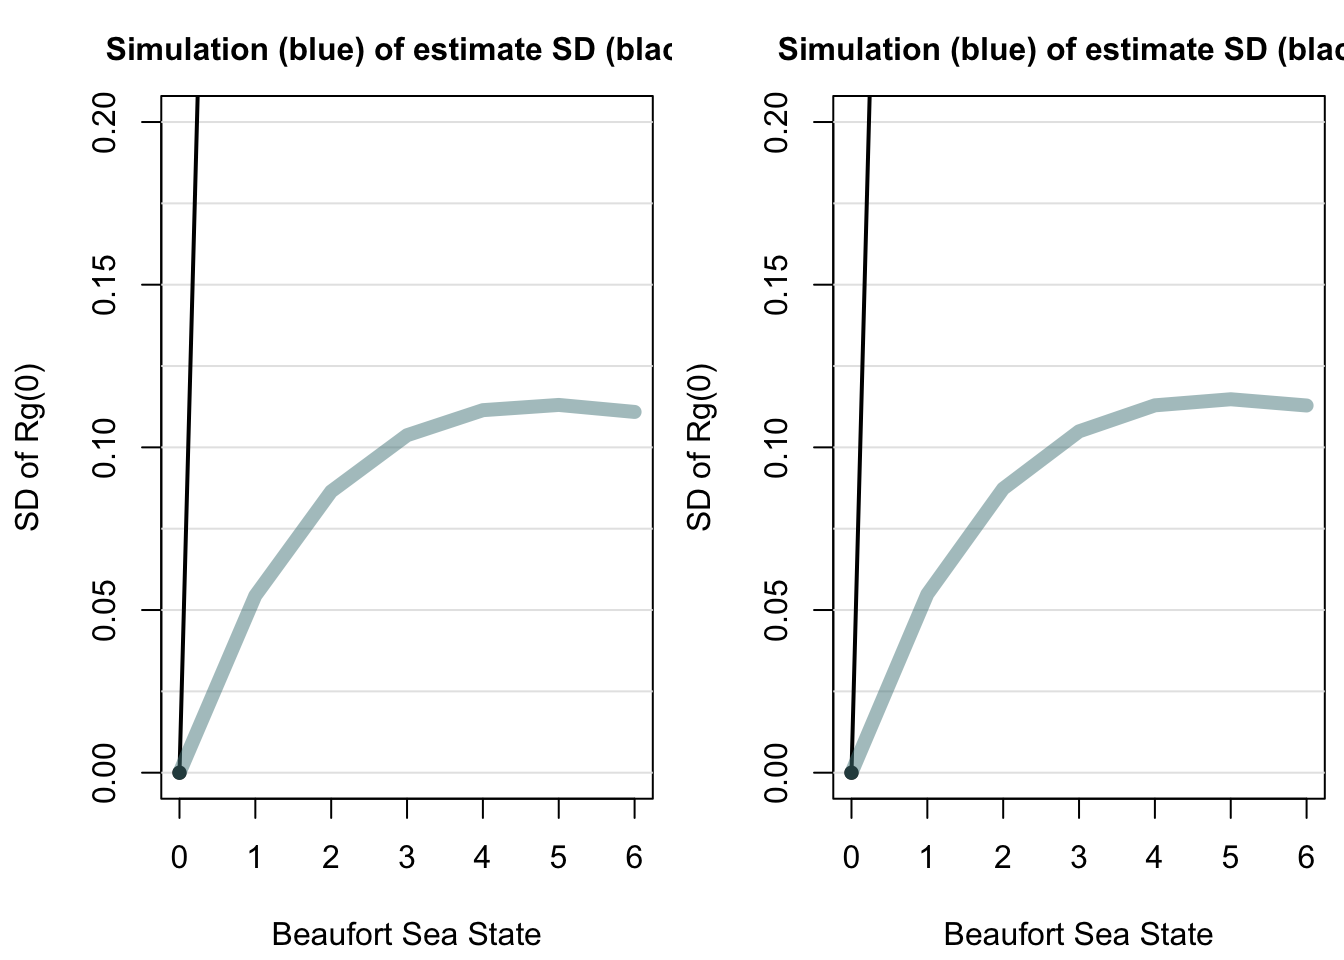 Simulation (blue) of estimate SD (blac
SD of Rg(0)
0.20
0.15
0.10
0.05
0.00
0 1 2 3 4 5 6
Beaufort Sea State
Simulation (blue) of estimate SD (blac
SD of Rg(0)
0.20
0.15
0.10
0.05
0.00
0 1 2 3 4 5 6
Beaufort Sea State